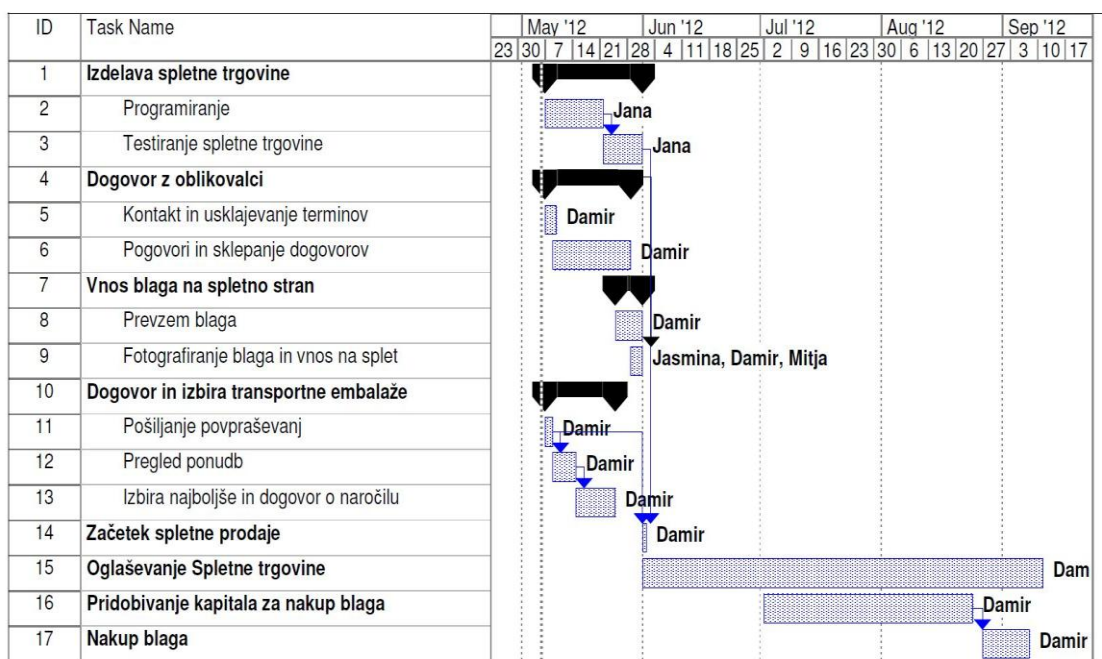 ID Task Name May '12 Jun '12 Jul '12 Aug '12 Sep '12
23 30 7 14 21 28 4 11 18 25 2 9 16 23 30 6 13 20 27 3 10 17
1 Izdelava spletne trgovine
2 Programiranje Jana
3 Testiranje spletne trgovine Jana
4 Dogovor z oblikovalci
5 Kontakt in usklajevanje terminov Damir
6 Pogovori in sklepanje dogovorov Damir
7 Vnos blaga na spletno stran
8 Prevzem blaga Damir
9 Fotografiranje blaga in vnos na splet Jasmina, Damir, Mitja
10 Dogovor in izbira transportne embalaže
11 Pošiljanje povpraševanj Damir
12 Pregled ponudb Damir
13 Izbira najboljše in dogovor o naročilu Damir
14 Začetek spletne prodaje Damir
15 Oglaševanje Spletne trgovine Dam
16 Pridobivanje kapitala za nakup blaga Damir
17 Nakup blaga Damir